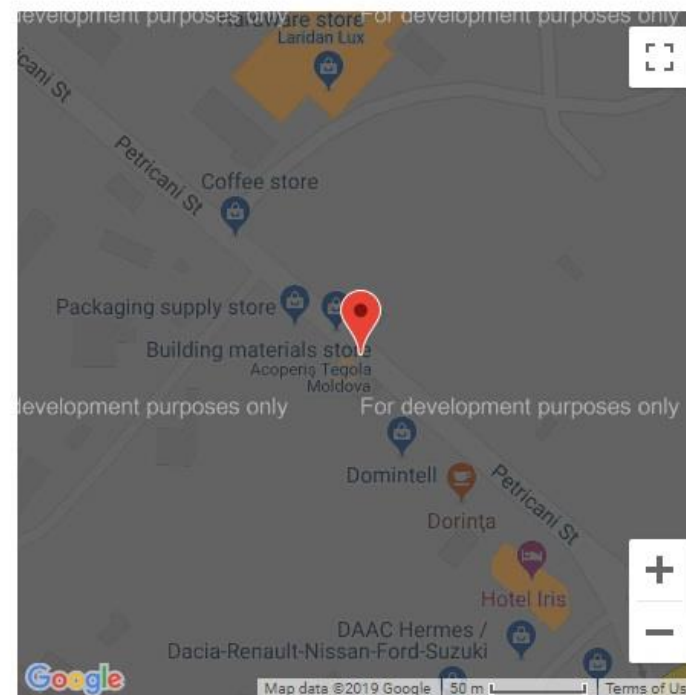 development purposes only For development purposes only
Hardware store
Laridan Lux
icani St
Petricani St
Coffee store
Packaging supply store
Building materials store
Acoperiș Tegola
Moldova
development purposes only For development purposes only
Domintell
Petricani St
Dorința
Hotel Iris
DAAC Hermes /
Dacia-Renault-Nissan-Ford-Suzuki
Google Map data ©2019 Google 50 m Terms of Us